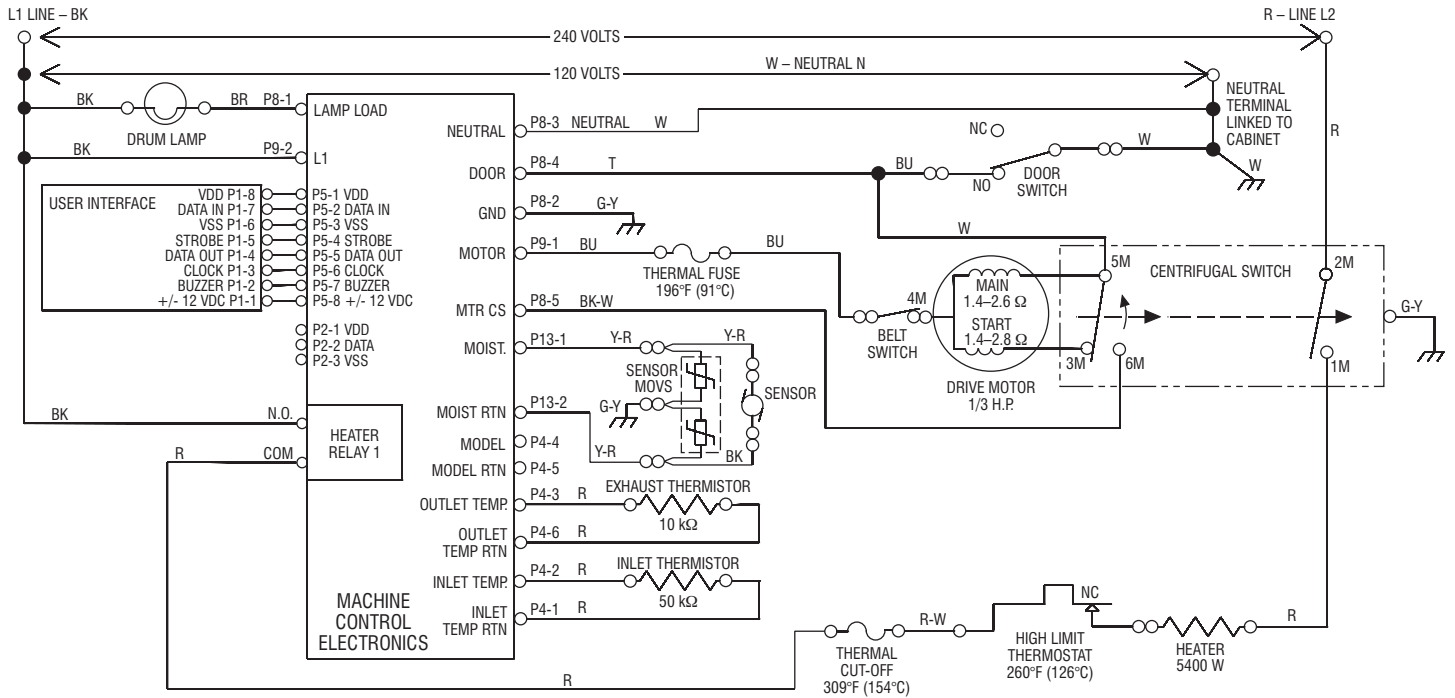 L1 LINE – BK
R – LINE L2
240 VOLTS
120 VOLTS
W – NEUTRAL N
NEUTRAL
TERMINAL
LINKED TO
CABINET
BK
BR
P8-1
LAMP LOAD
DRUM LAMP
BK
P9-2
L1
NEUTRAL
P8-3
NEUTRAL
W
NC
R
DOOR
P8-4
T
BU
NO
DOOR
SWITCH
W
W
USER INTERFACE
VDD P1-8
P5-1 VDD
DATA IN P1-7
P5-2 DATA IN
VSS P1-6
P5-3 VSS
STROBE P1-5
P5-4 STROBE
DATA OUT P1-4
P5-5 DATA OUT
CLOCK P1-3
P5-6 CLOCK
BUZZER P1-2
P5-7 BUZZER
+/- 12 VDC P1-1
P5-8 +/- 12 VDC
P2-1 VDD
P2-2 DATA
P2-3 VSS
GND
P8-2
G-Y
MOTOR
P9-1
BU
BU
THERMAL FUSE
196°F (91°C)
W
MTR CS
P8-5
BK-W
4M
BELT
SWITCH
MAIN
1.4–2.6 Ω
START
1.4–2.8 Ω
DRIVE MOTOR
1/3 H.P.
5M
CENTRIFUGAL SWITCH
2M
3M
6M
1M
G-Y
MOIST.
P13-1
Y-R
Y-R
SENSOR
MOVS
G-Y
SENSOR
MOIST RTN
P13-2
Y-R
BK
MODEL
P4-4
MODEL RTN
P4-5
BK
N.O.
HEATER
RELAY 1
R
COM
OUTLET TEMP.
P4-3
R
EXHAUST THERMISTOR
10 kΩ
OUTLET
TEMP RTN
P4-6
R
INLET TEMP.
P4-2
R
INLET THERMISTOR
50 kΩ
INLET
TEMP RTN
P4-1
R
MACHINE
CONTROL
ELECTRONICS
R
THERMAL
CUT-OFF
309°F (154°C)
R-W
NC
HIGH LIMIT
THERMOSTAT
260°F (126°C)
HEATER
5400 W
R